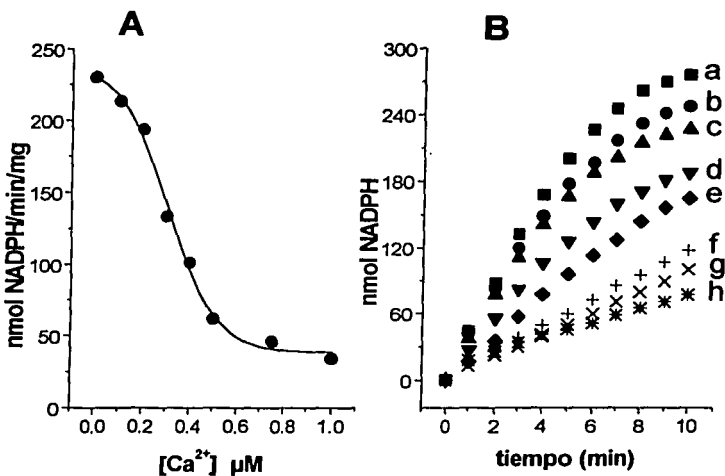 A
250
200
150
100
50
0
nmol NADPH/min/mg
0.0 0.2 0.4 0.6 0.8 1.0
[Ca²⁺] µM
B
300
240
180
120
60
0
nmol NADPH
0 2 4 6 8 10
tiempo (min)
a
b
c
d
e
f
g
h